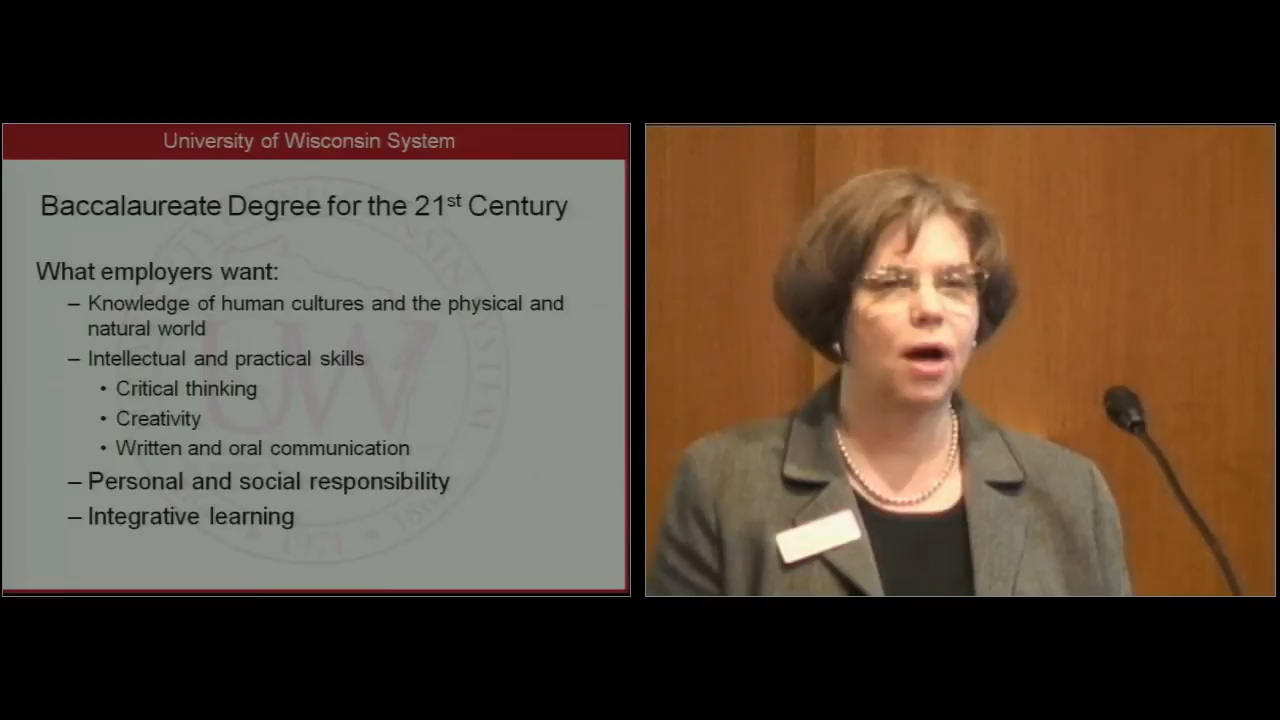 University of Wisconsin System
Baccalaureate Degree for the 21st Century
What employers want:
– Knowledge of human cultures and the physical and
natural world
– Intellectual and practical skills
• Critical thinking
• Creativity
• Written and oral communication
– Personal and social responsibility
– Integrative learning
UW
1971